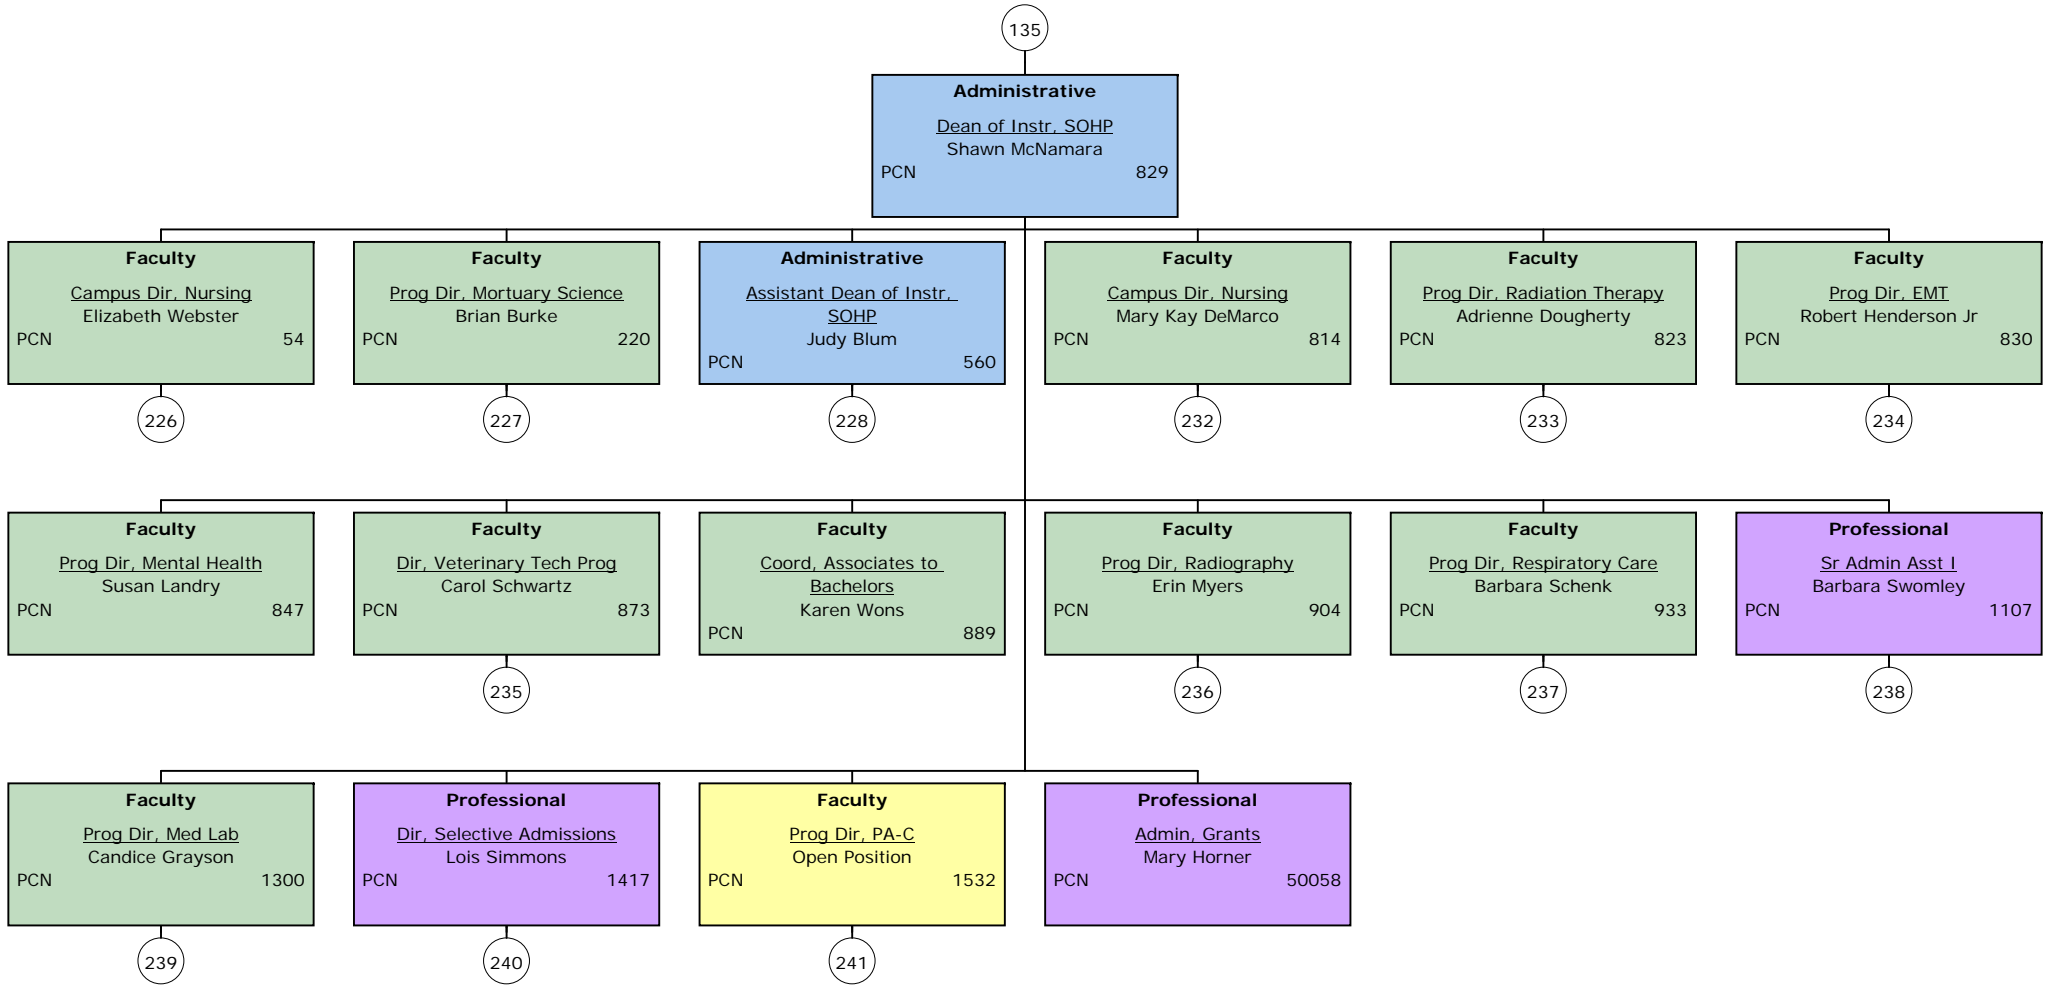 135
Administrative
Dean of Instr, SOHP
Shawn McNamara
PCN 829
Faculty
Campus Dir, Nursing
Elizabeth Webster
PCN 54
226
Faculty
Prog Dir, Mortuary Science
Brian Burke
PCN 220
227
Administrative
Assistant Dean of Instr,
SOHP
Judy Blum
PCN 560
228
Faculty
Campus Dir, Nursing
Mary Kay DeMarco
PCN 814
232
Faculty
Prog Dir, Radiation Therapy
Adrienne Dougherty
PCN 823
233
Faculty
Prog Dir, EMT
Robert Henderson Jr
PCN 830
234
Faculty
Prog Dir, Mental Health
Susan Landry
PCN 847
Faculty
Dir, Veterinary Tech Prog
Carol Schwartz
PCN 873
235
Faculty
Coord, Associates to
Bachelors
Karen Wons
PCN 889
Faculty
Prog Dir, Radiography
Erin Myers
PCN 904
236
Faculty
Prog Dir, Respiratory Care
Barbara Schenk
PCN 933
237
Professional
Sr Admin Asst I
Barbara Swomley
PCN 1107
238
Faculty
Prog Dir, Med Lab
Candice Grayson
PCN 1300
239
Professional
Dir, Selective Admissions
Lois Simmons
PCN 1417
240
Faculty
Prog Dir, PA-C
Open Position
PCN 1532
241
Professional
Admin, Grants
Mary Horner
PCN 50058